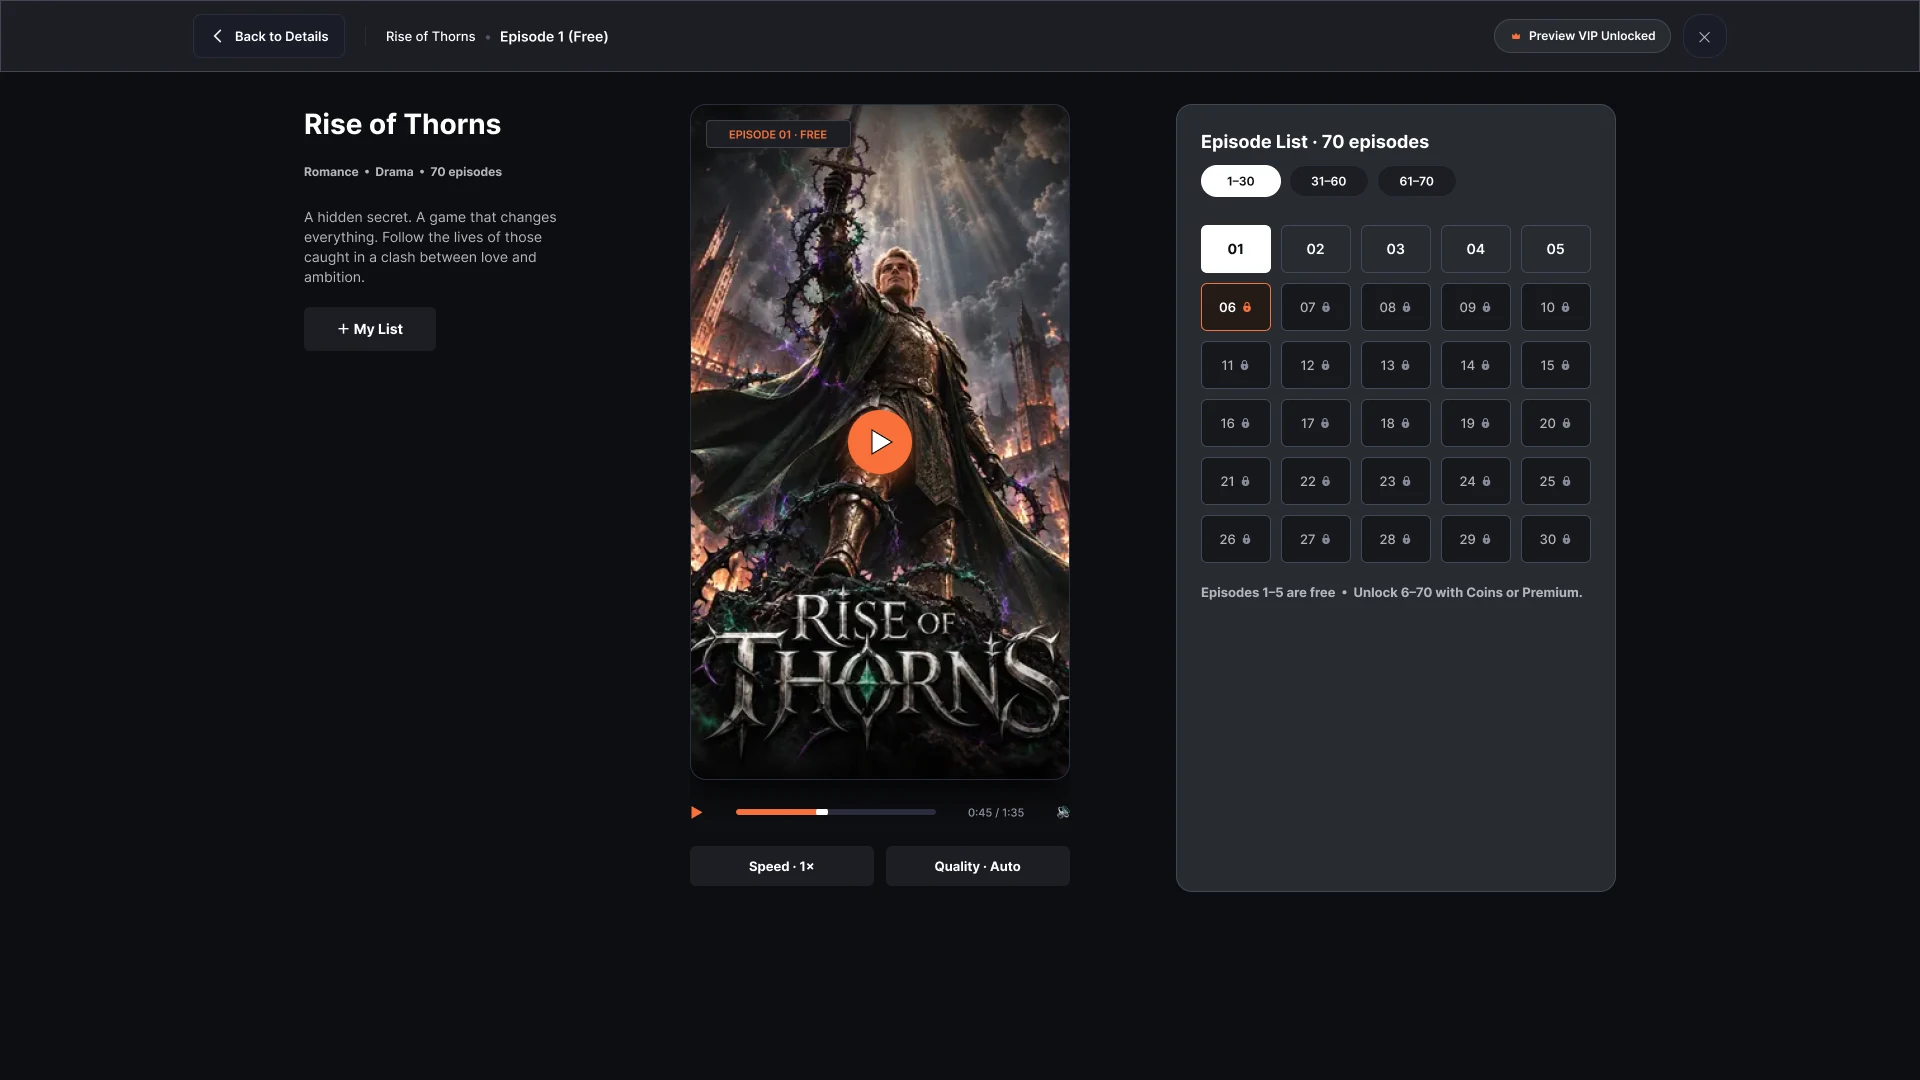 Back to Details
Rise of Thorns • Episode 1 (Free)
Preview VIP Unlocked
Rise of Thorns
Romance • Drama • 70 episodes
A hidden secret. A game that changes
everything. Follow the lives of those
caught in a clash between love and
ambition.
+ My List
EPISODE 01 · FREE
RISE OF
THORNS
0:45 / 1:35
Speed · 1×
Quality · Auto
Episode List · 70 episodes
1–30 31–60 61–70
01 02 03 04 05
06 07 08 09 10
11 12 13 14 15
16 17 18 19 20
21 22 23 24 25
26 27 28 29 30
Episodes 1–5 are free • Unlock 6–70 with Coins or Premium.